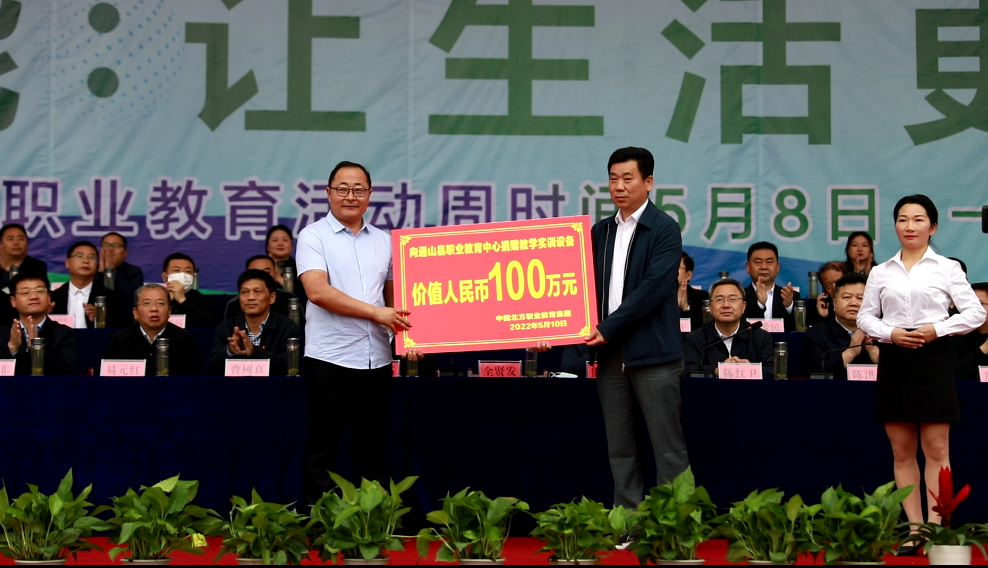 :让生活更
职业教育活动周时间5月8日一
向通山县职业教育中心捐赠教学实训设备
价值人民币100万元
中国北方职业教育集团
2022年5月10日
易元红
曹树真
全贤发
陈红卫
陈洪